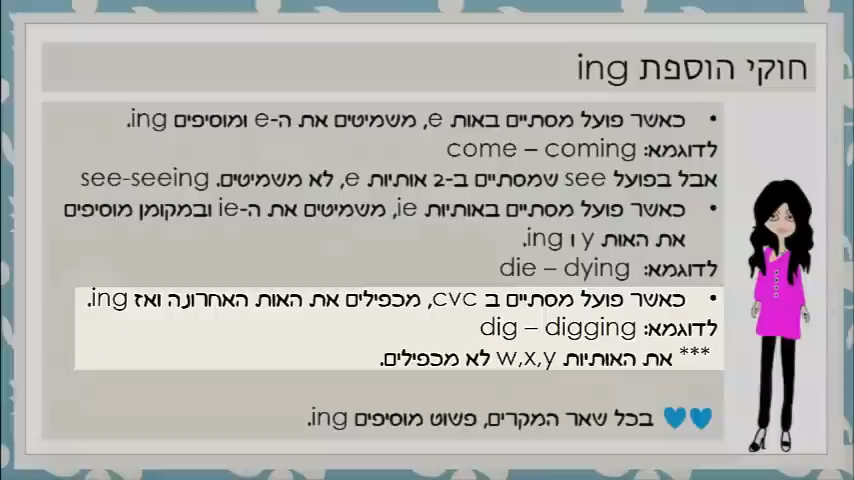 חוקי הוספת ing
• כאשר פועל מסתיים באות e, משמיטים את ה-e ומוסיפים ing.
לדוגמא: come – coming
אבל בפועל see שמסתיים ב-2 אותיות e, לא משמיטים. see-seeing
• כאשר פועל מסתיים באותיות ie, משמיטים את ה-ie ובמקומן מוסיפים
את האות y ו ing.
לדוגמא: die – dying
• כאשר פועל מסתיים ב cvc, מכפילים את האות האחרונה ואז ing.
לדוגמא: dig – digging
*** את האותיות w,x,y לא מכפילים.
בכל שאר המקרים, פשוט מוסיפים ing.